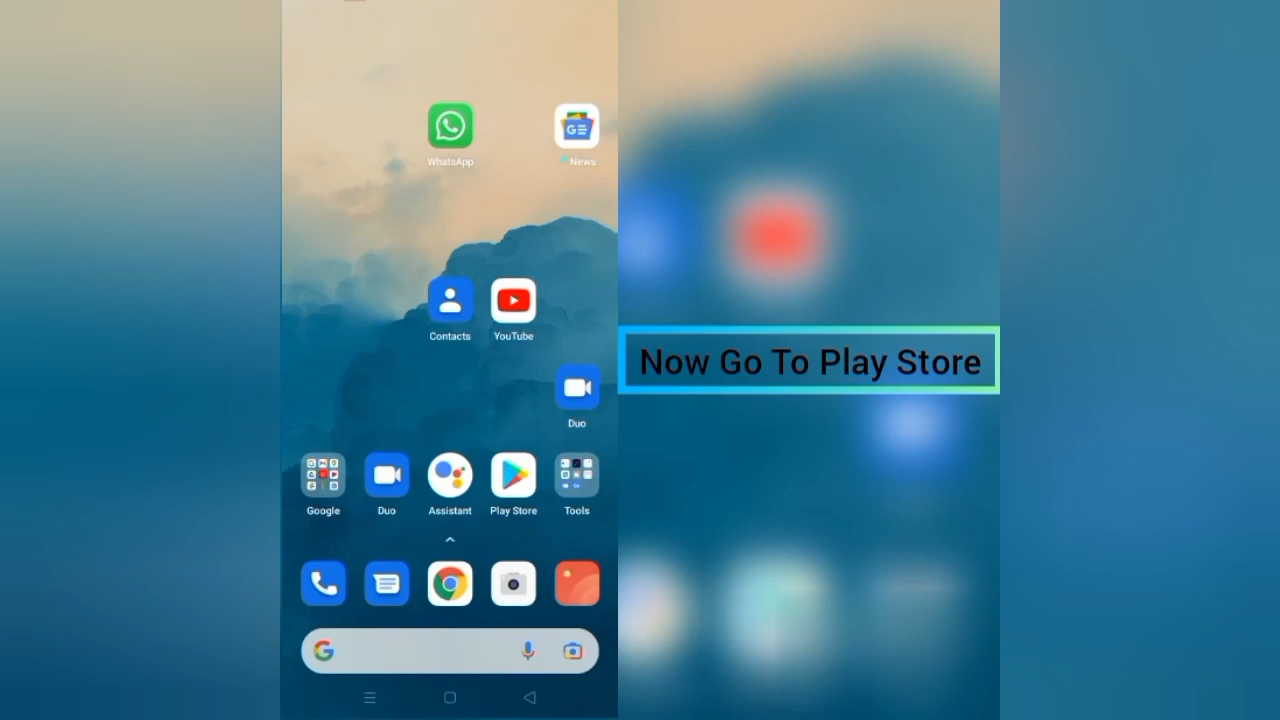 WhatsApp
News
Contacts
YouTube
Now Go To Play Store
Duo
Google
Duo
Assistant
Play Store
Tools